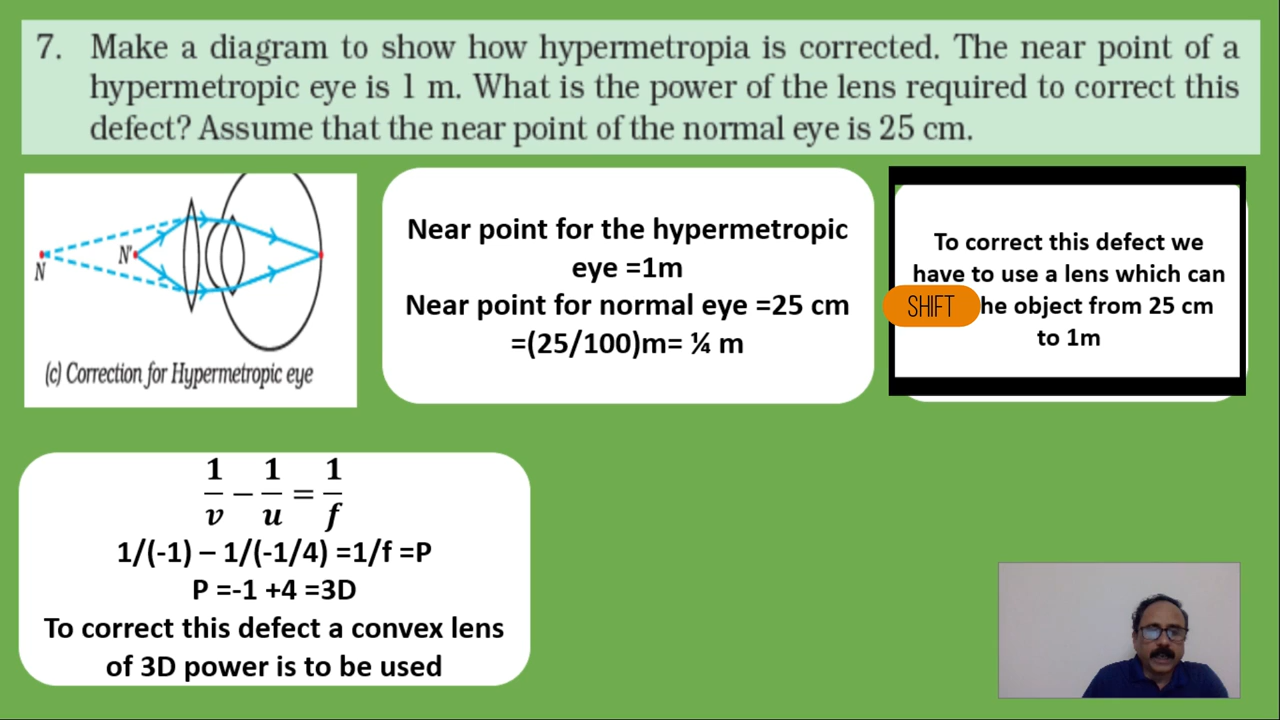 7. Make a diagram to show how hypermetropia is corrected. The near point of a
hypermetropic eye is 1 m. What is the power of the lens required to correct this
defect? Assume that the near point of the normal eye is 25 cm.
N
N'
(c) Correction for Hypermetropic eye
Near point for the hypermetropic
eye =1m
Near point for normal eye =25 cm
=(25/100)m= ¼ m
To correct this defect we
have to use a lens which can
SHIFT he object from 25 cm
to 1m
1/v − 1/u = 1/f
1/(-1) – 1/(-1/4) =1/f =P
P =-1 +4 =3D
To correct this defect a convex lens
of 3D power is to be used